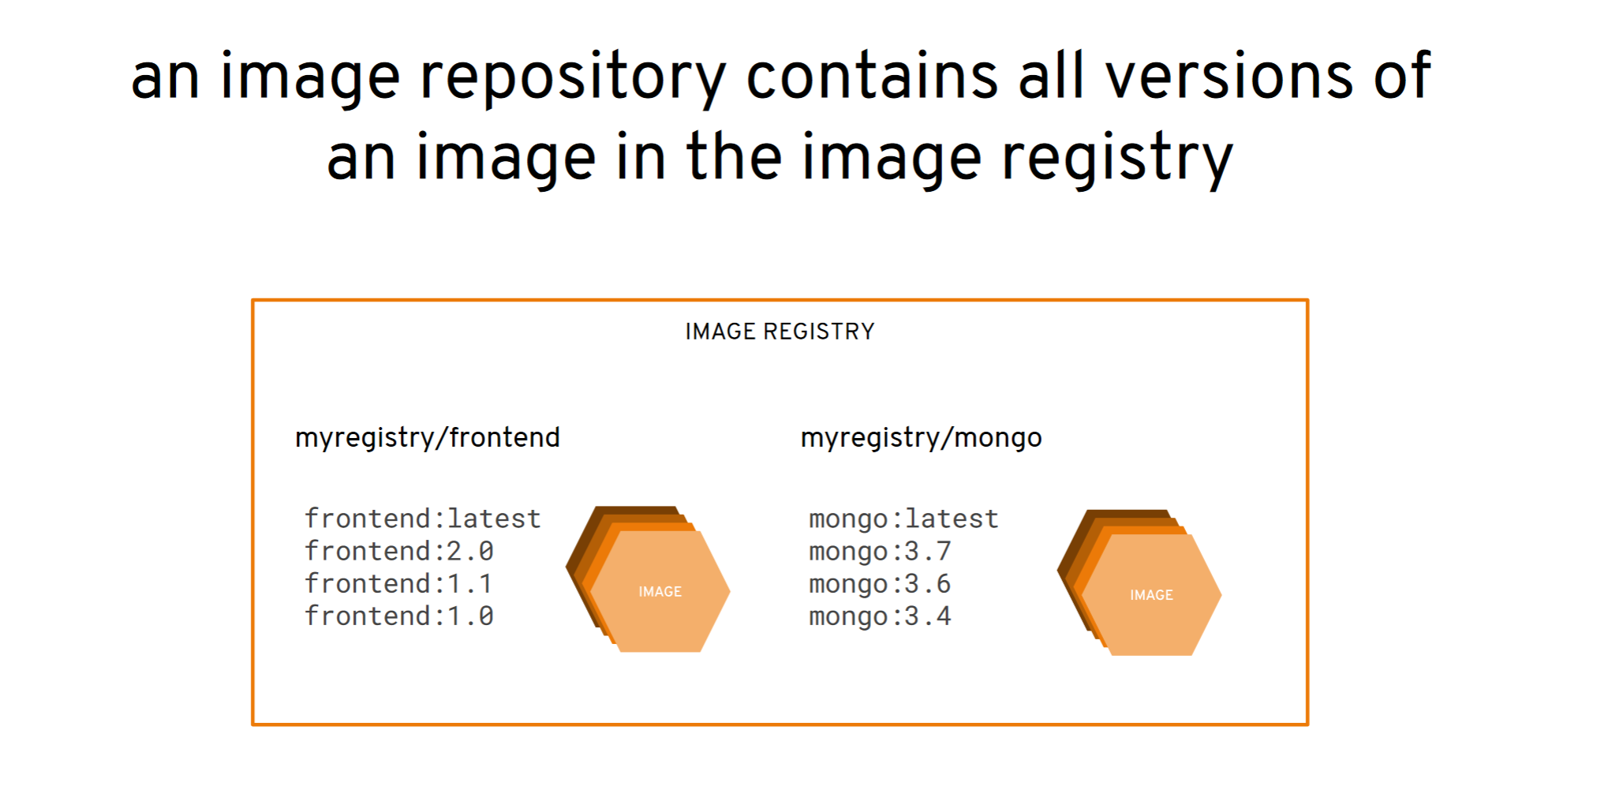 an image repository contains all versions of
an image in the image registry
IMAGE REGISTRY
myregistry/frontend
frontend:latest
frontend:2.0
frontend:1.1
frontend:1.0
IMAGE
myregistry/mongo
mongo:latest
mongo:3.7
mongo:3.6
mongo:3.4
IMAGE